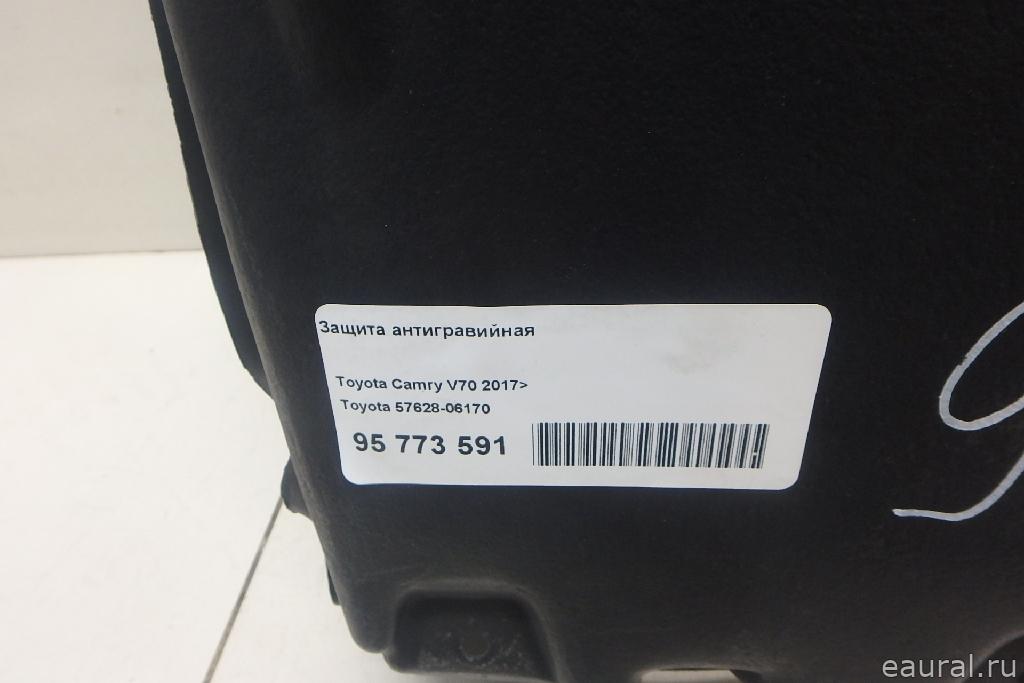 Защита антигравийная
Toyota Camry V70 2017>
Toyota 57628-06170
95 773 591
eaural.ru